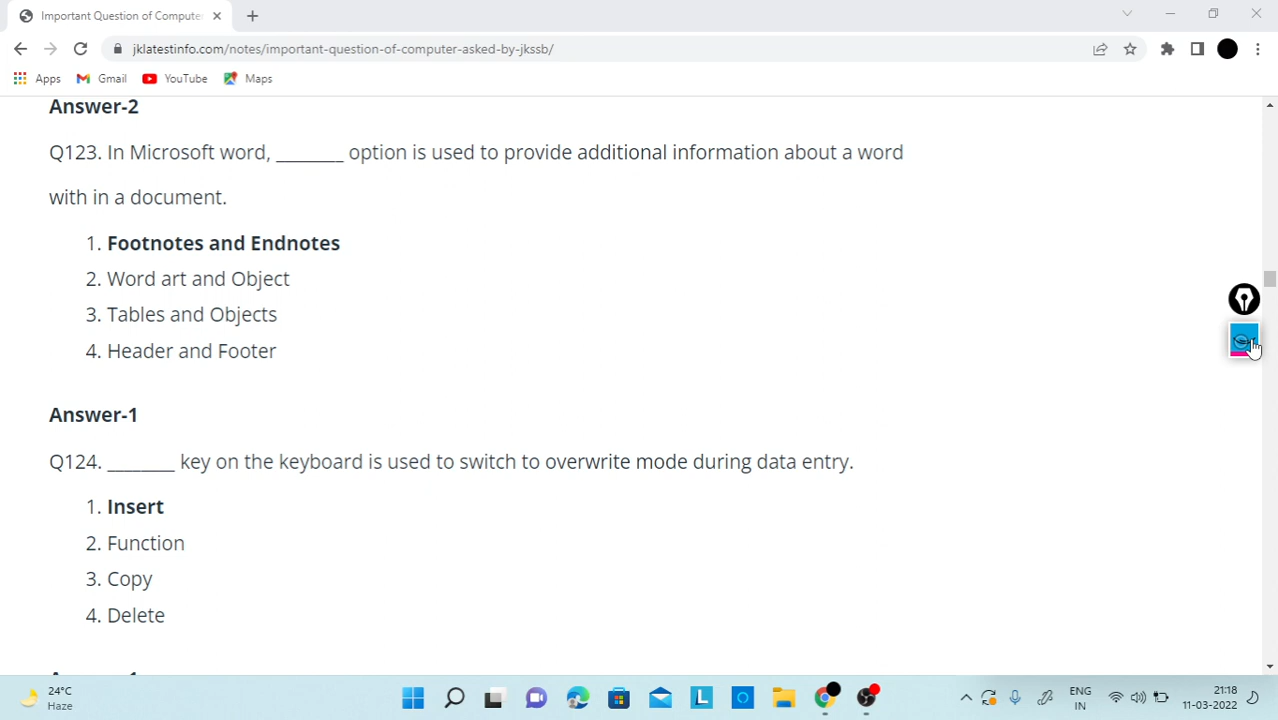 Important Question of Computer
jklatestinfo.com/notes/important-question-of-computer-asked-by-jkssb/
Apps Gmail YouTube Maps
Answer-2
Q123. In Microsoft word, ________ option is used to provide additional information about a word
with in a document.
1. Footnotes and Endnotes
2. Word art and Object
3. Tables and Objects
4. Header and Footer
Answer-1
Q124. ________ key on the keyboard is used to switch to overwrite mode during data entry.
1. Insert
2. Function
3. Copy
4. Delete
24°C
Haze
ENG
IN
21:18
11-03-2022